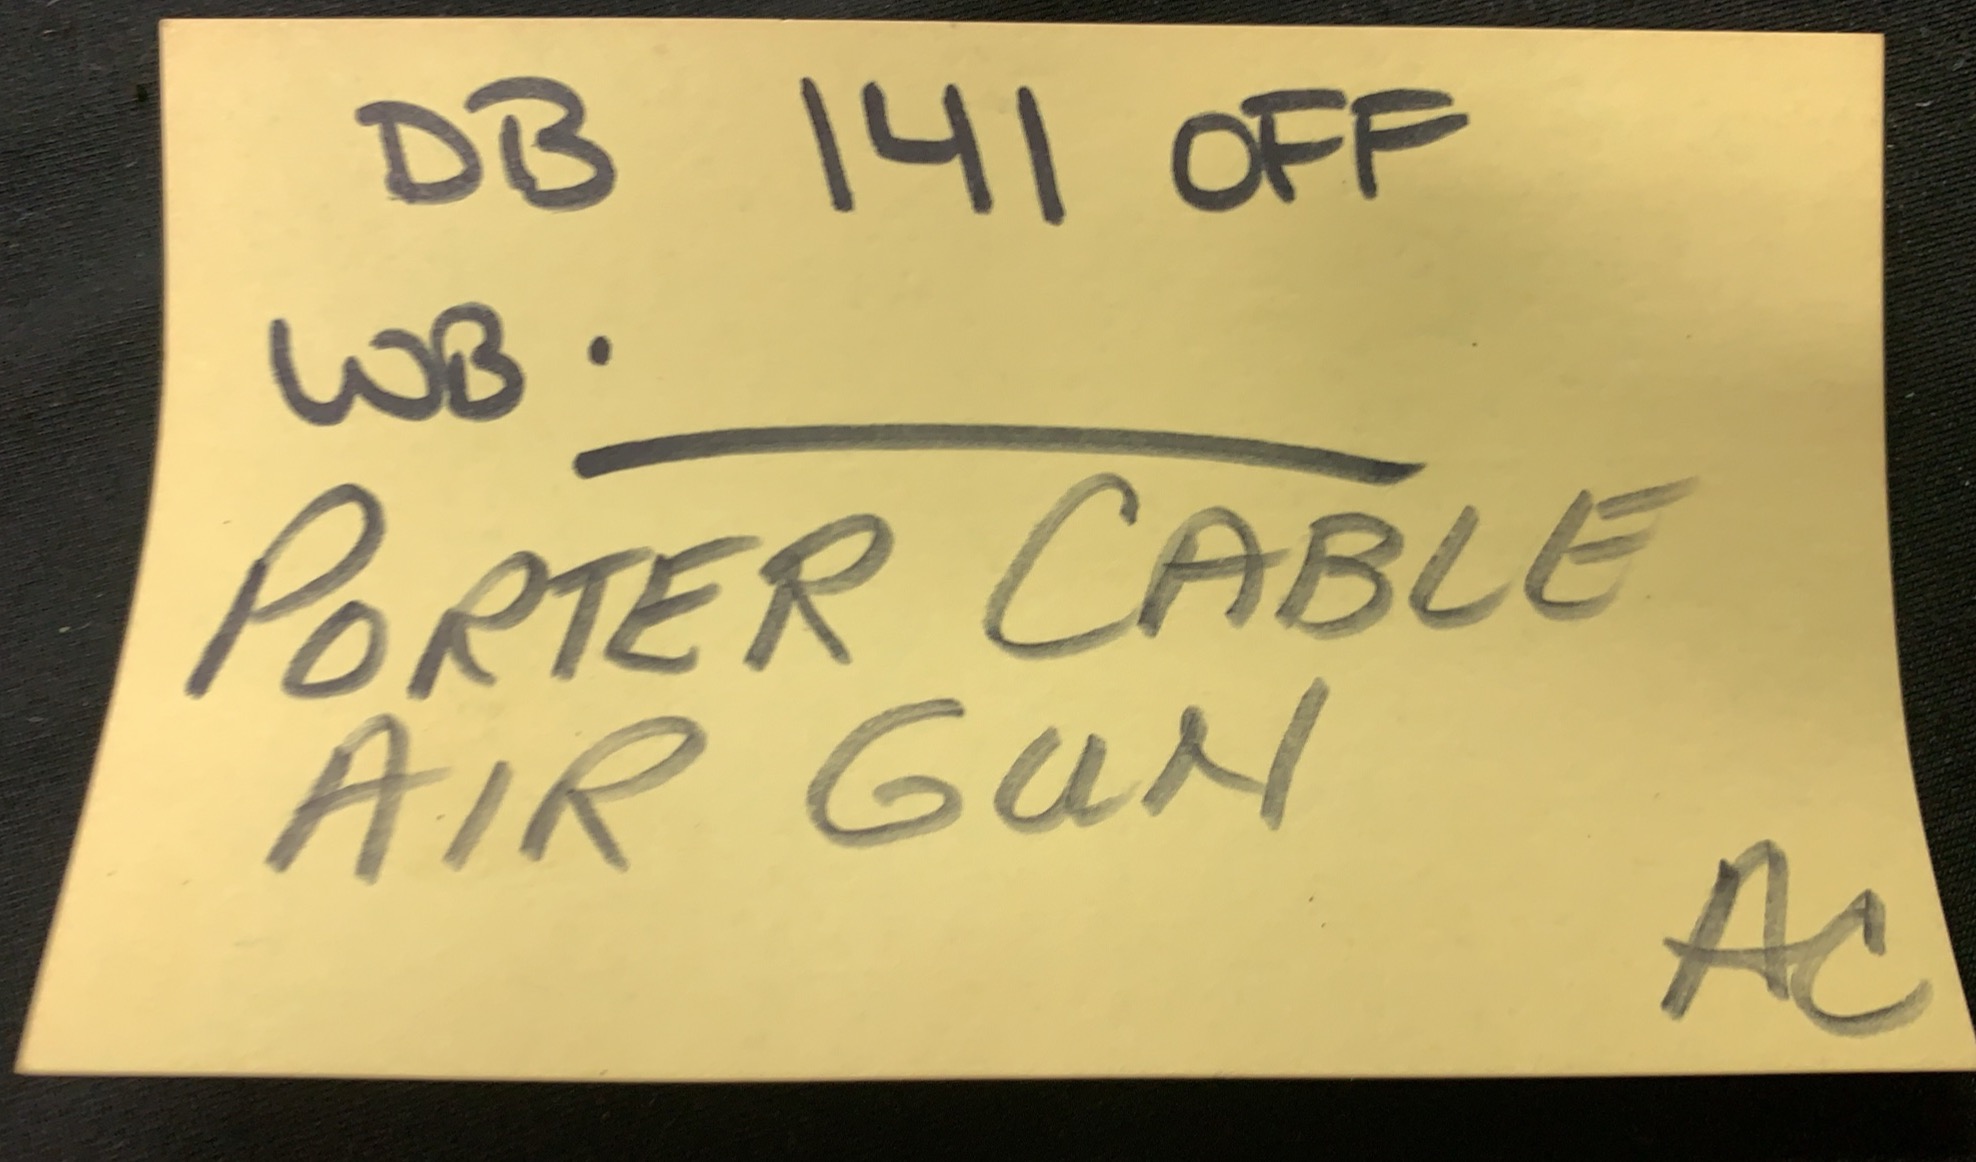 DB 141 OFF
WB.
PORTER CABLE
AIR GUN
AC